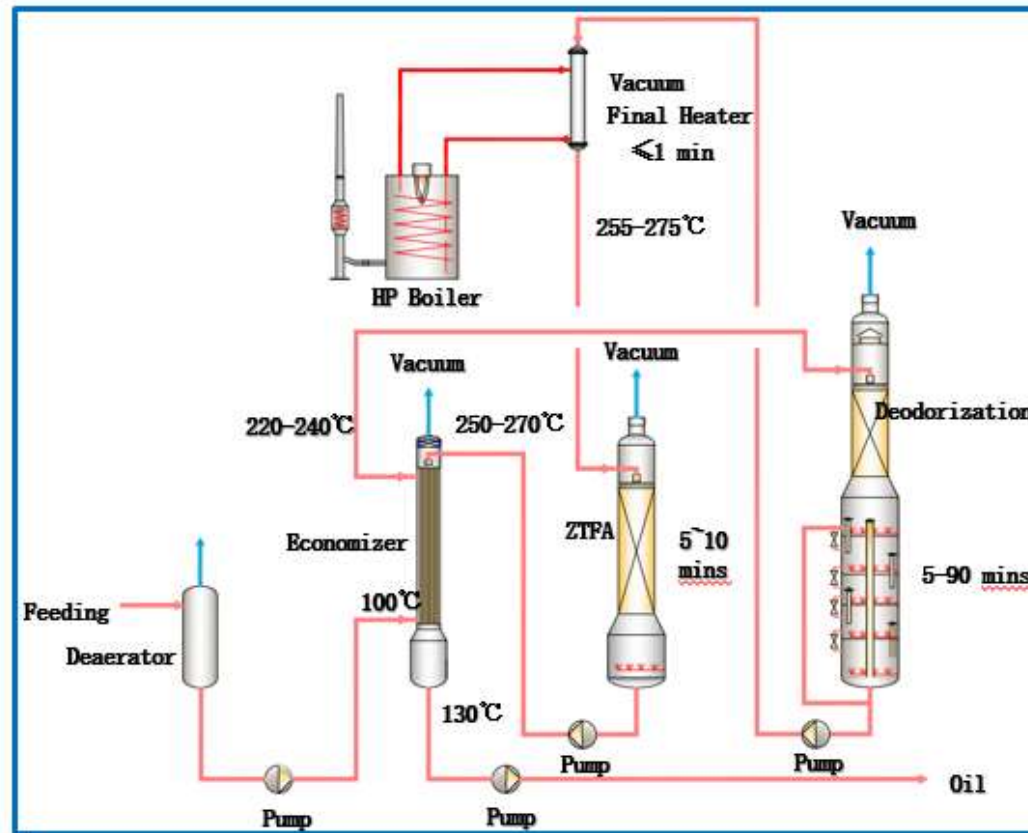 Vacuum
Final Heater
≤1 min
Vacuum
255-275℃
HP Boiler
Vacuum
Vacuum
220-240℃
250-270℃
Deodorization
Economizer
ZTFA
5~10
mins
5-90 mins
Feeding
100℃
Deaerator
130℃
Pump
Pump
Oil
Pump
Pump